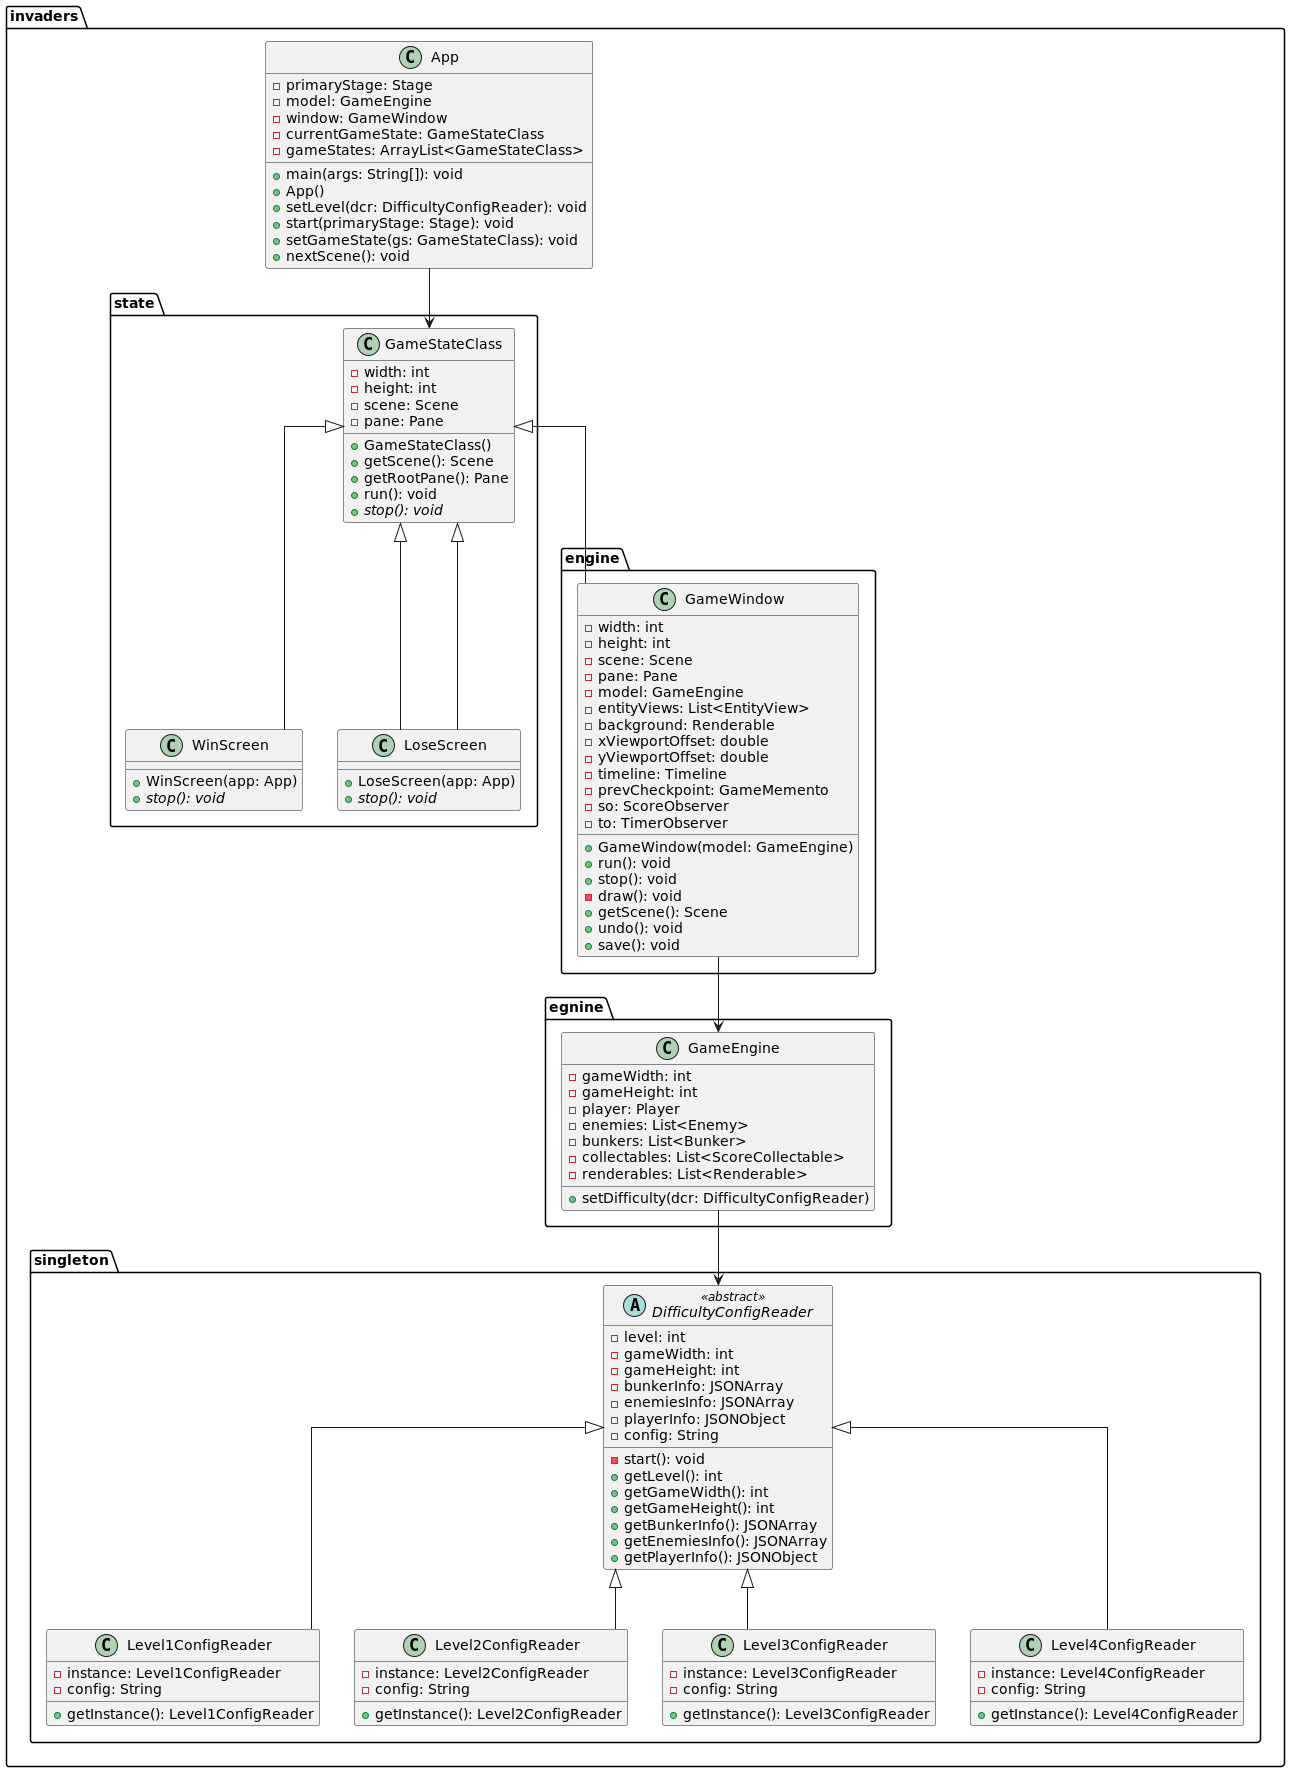 invaders
C App
primaryStage: Stage
model: GameEngine
window: GameWindow
currentGameState: GameStateClass
gameStates: ArrayList<GameStateClass>
main(args: String[]): void
App()
setLevel(dcr: DifficultyConfigReader): void
start(primaryStage: Stage): void
setGameState(gs: GameStateClass): void
nextScene(): void
state
C GameStateClass
width: int
height: int
scene: Scene
pane: Pane
GameStateClass()
getScene(): Scene
getRootPane(): Pane
run(): void
stop(): void
C WinScreen
WinScreen(app: App)
stop(): void
C LoseScreen
LoseScreen(app: App)
stop(): void
engine
C GameWindow
width: int
height: int
scene: Scene
pane: Pane
model: GameEngine
entityViews: List<EntityView>
background: Renderable
xViewportOffset: double
yViewportOffset: double
timeline: Timeline
prevCheckpoint: GameMemento
so: ScoreObserver
to: TimerObserver
GameWindow(model: GameEngine)
run(): void
stop(): void
draw(): void
getScene(): Scene
undo(): void
save(): void
egnine
C GameEngine
gameWidth: int
gameHeight: int
player: Player
enemies: List<Enemy>
bunkers: List<Bunker>
collectables: List<ScoreCollectable>
renderables: List<Renderable>
setDifficulty(dcr: DifficultyConfigReader)
singleton
«abstract»
A DifficultyConfigReader
level: int
gameWidth: int
gameHeight: int
bunkerInfo: JSONArray
enemiesInfo: JSONArray
playerInfo: JSONObject
config: String
start(): void
getLevel(): int
getGameWidth(): int
getGameHeight(): int
getBunkerInfo(): JSONArray
getEnemiesInfo(): JSONArray
getPlayerInfo(): JSONObject
C Level1ConfigReader
instance: Level1ConfigReader
config: String
getInstance(): Level1ConfigReader
C Level2ConfigReader
instance: Level2ConfigReader
config: String
getInstance(): Level2ConfigReader
C Level3ConfigReader
instance: Level3ConfigReader
config: String
getInstance(): Level3ConfigReader
C Level4ConfigReader
instance: Level4ConfigReader
config: String
getInstance(): Level4ConfigReader